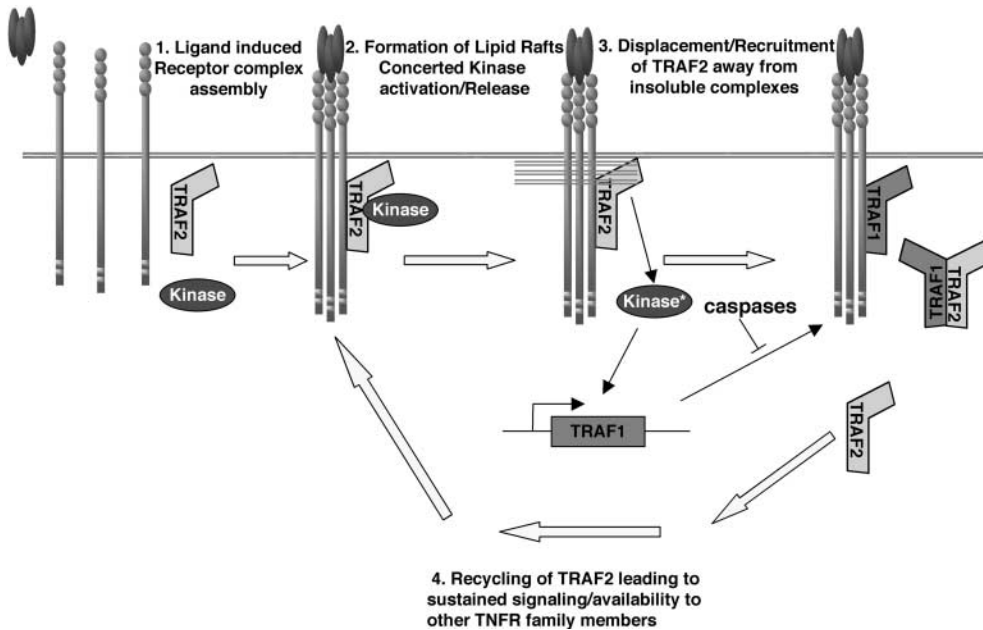 1. Ligand induced
Receptor complex
assembly
2. Formation of Lipid Rafts
Concerted Kinase
activation/Release
3. Displacement/Recruitment
of TRAF2 away from
insoluble complexes
TRAF2
Kinase
TRAF2
Kinase
TRAF2
Kinase*
caspases
TRAF1
TRAF1
TRAF1
TRAF2
TRAF2
4. Recycling of TRAF2 leading to
sustained signaling/availability to
other TNFR family members